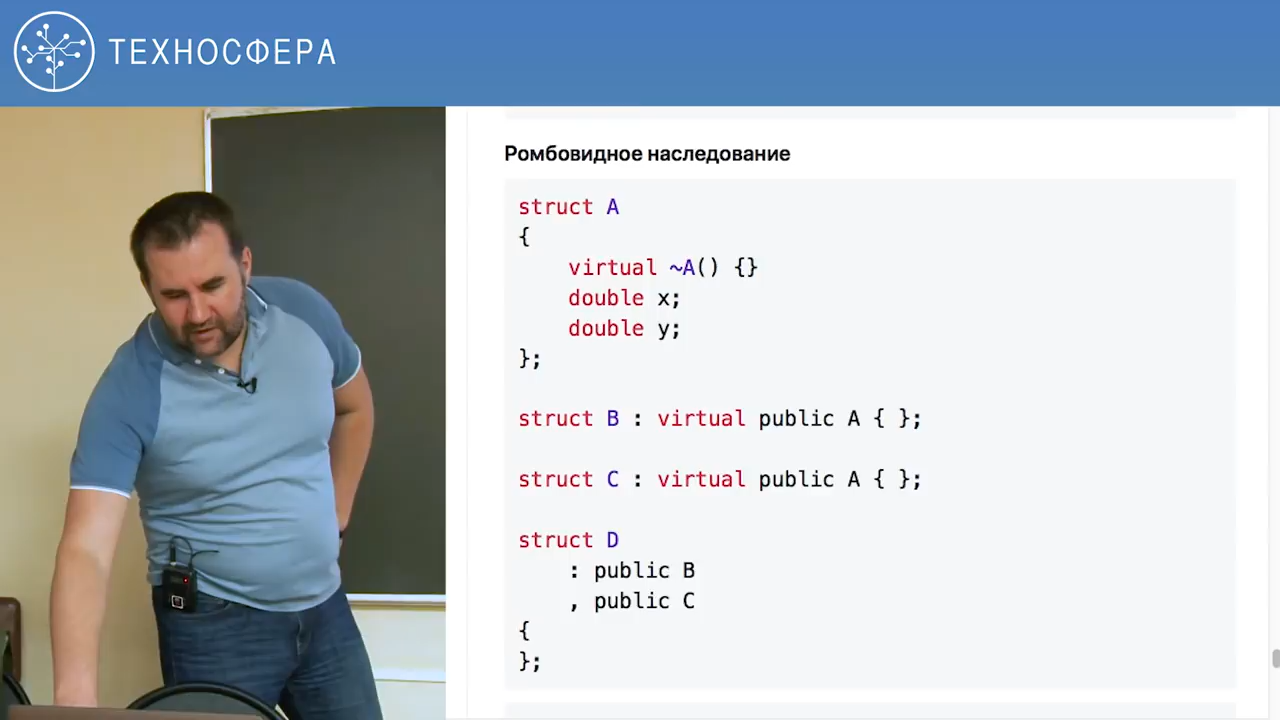 ТЕХНОСФЕРА
Ромбовидное наследование
struct A
{
    virtual ~A() {}
    double x;
    double y;
};
struct B : virtual public A { };
struct C : virtual public A { };
struct D
    : public B
    , public C
{
};